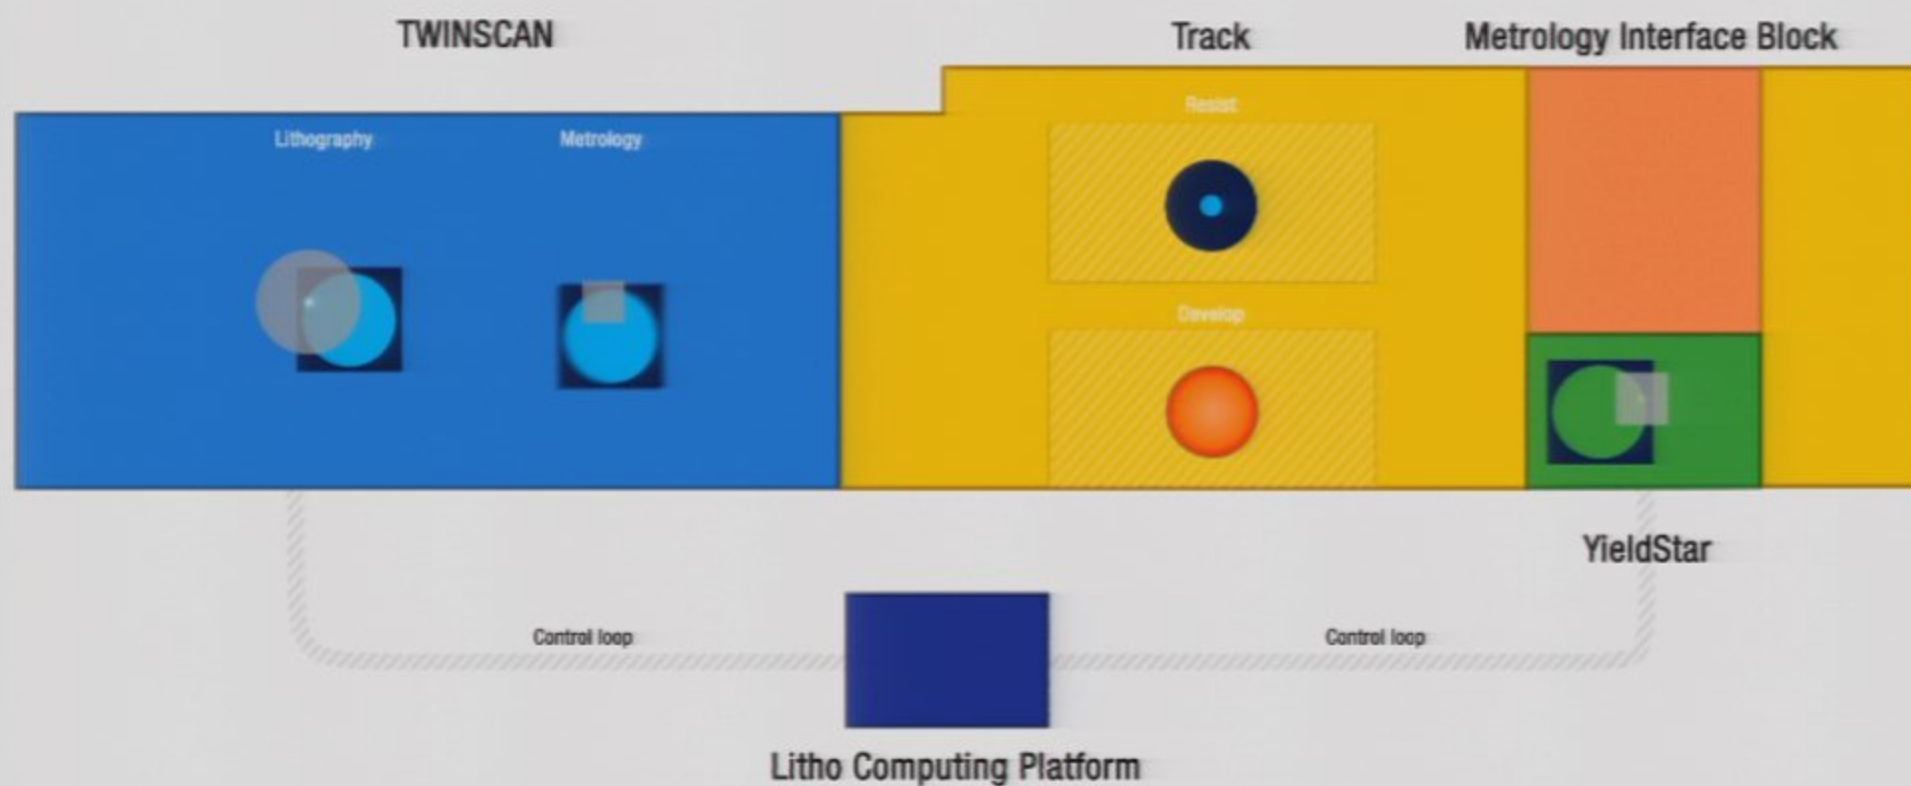 TWINSCAN
Track
Metrology Interface Block
Lithography
Metrology
Resist
Develop
YieldStar
Control loop
Control loop
Litho Computing Platform